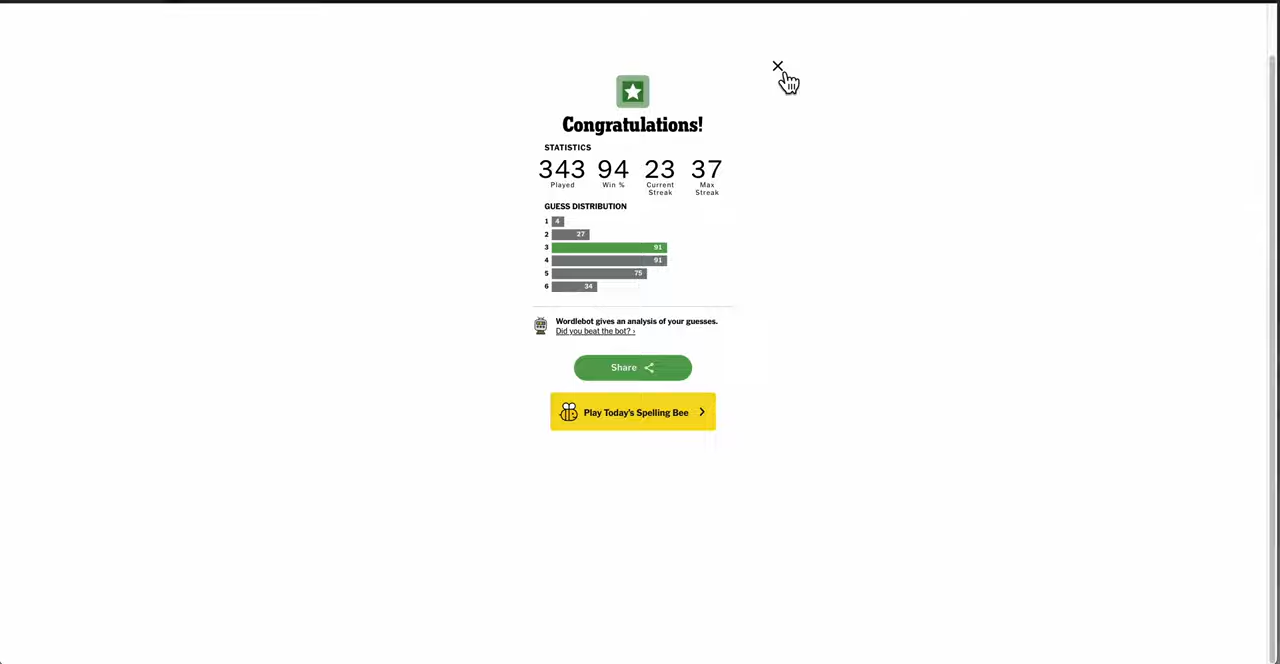 Congratulations!
STATISTICS
343 94 23 37
Played Win % Current Streak Max Streak
GUESS DISTRIBUTION
1 4
2 27
3 91
4 91
5 75
6 34
Wordlebot gives an analysis of your guesses.
Did you beat the bot? ›
Share
Play Today's Spelling Bee